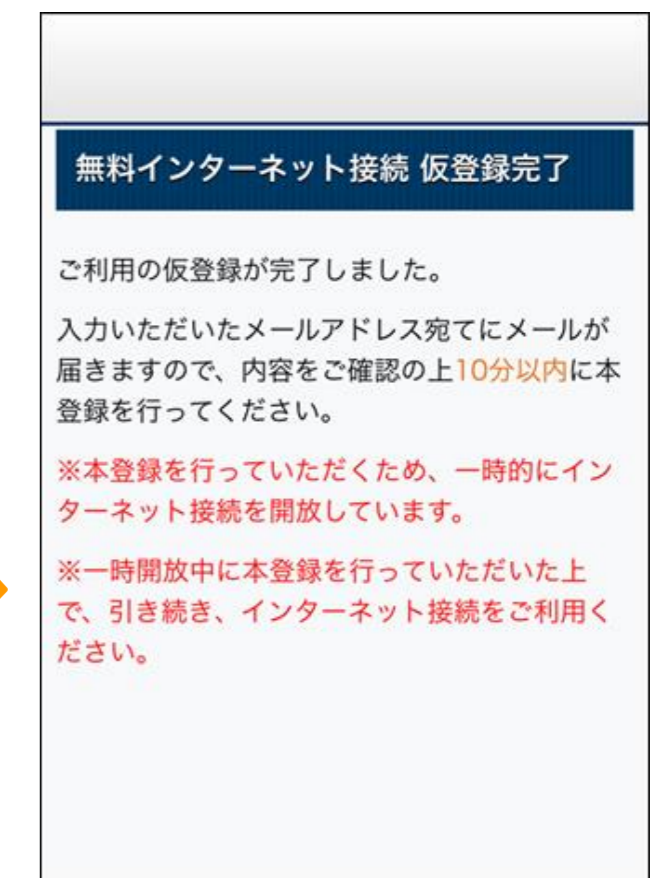 無料インターネット接続 仮登録完了
ご利用の仮登録が完了しました。
入力いただいたメールアドレス宛てにメールが
届きますので、内容をご確認の上10分以内に本
登録を行ってください。
※本登録を行っていただくため、一時的にイン
ターネット接続を開放しています。
※一時開放中に本登録を行っていただいた上
で、引き続き、インターネット接続をご利用く
ださい。